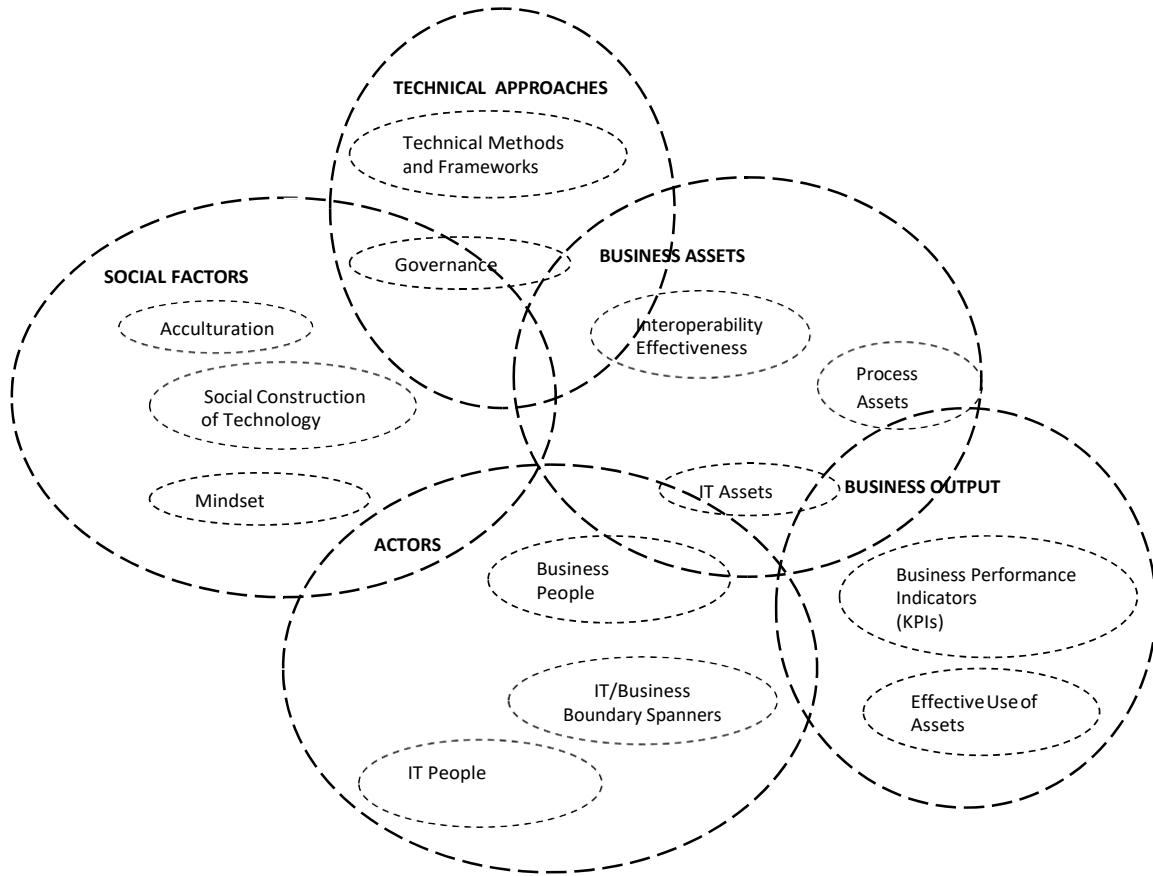 TECHNICAL APPROACHES
Technical Methods
and Frameworks
Governance
BUSINESS ASSETS
SOCIAL FACTORS
Acculturation
Interoperability
Effectiveness
Social Construction
of Technology
Process
Assets
Mindset
IT Assets
BUSINESS OUTPUT
ACTORS
Business
People
Business Performance
Indicators
(KPIs)
IT/Business
Boundary Spanners
Effective Use of
Assets
IT People